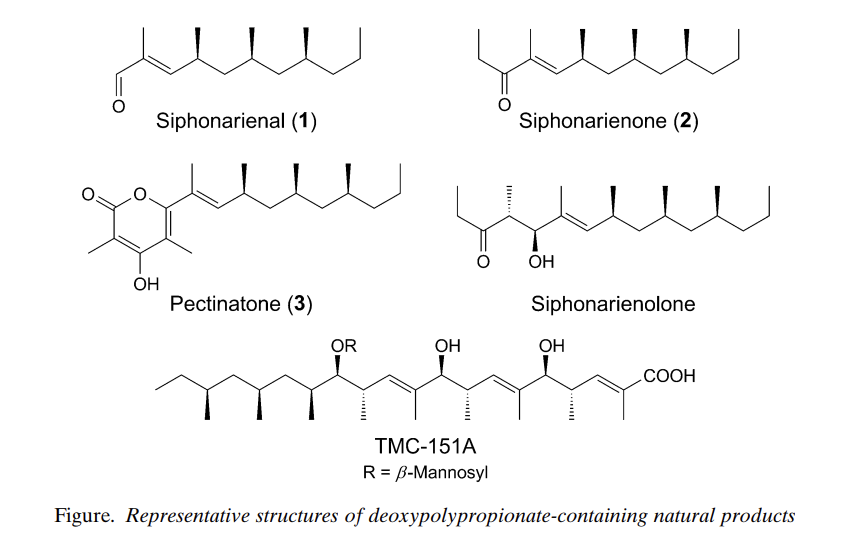 O
Siphonarienal (1)
O
Siphonarienone (2)
O
O
OH
Pectinatone (3)
O
OH
Siphonarienolone
OR
OH
OH
COOH
TMC-151A
R = β-Mannosyl
Figure. Representative structures of deoxypolypropionate-containing natural products